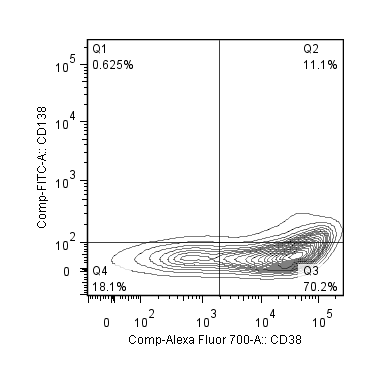 Q1
0.625%
Q2
11.1%
10^5
10^4
10^3
10^2
0
Comp-FITC-A:: CD138
Q4
18.1%
Q3
70.2%
0
10^2
10^3
10^4
10^5
Comp-Alexa Fluor 700-A:: CD38